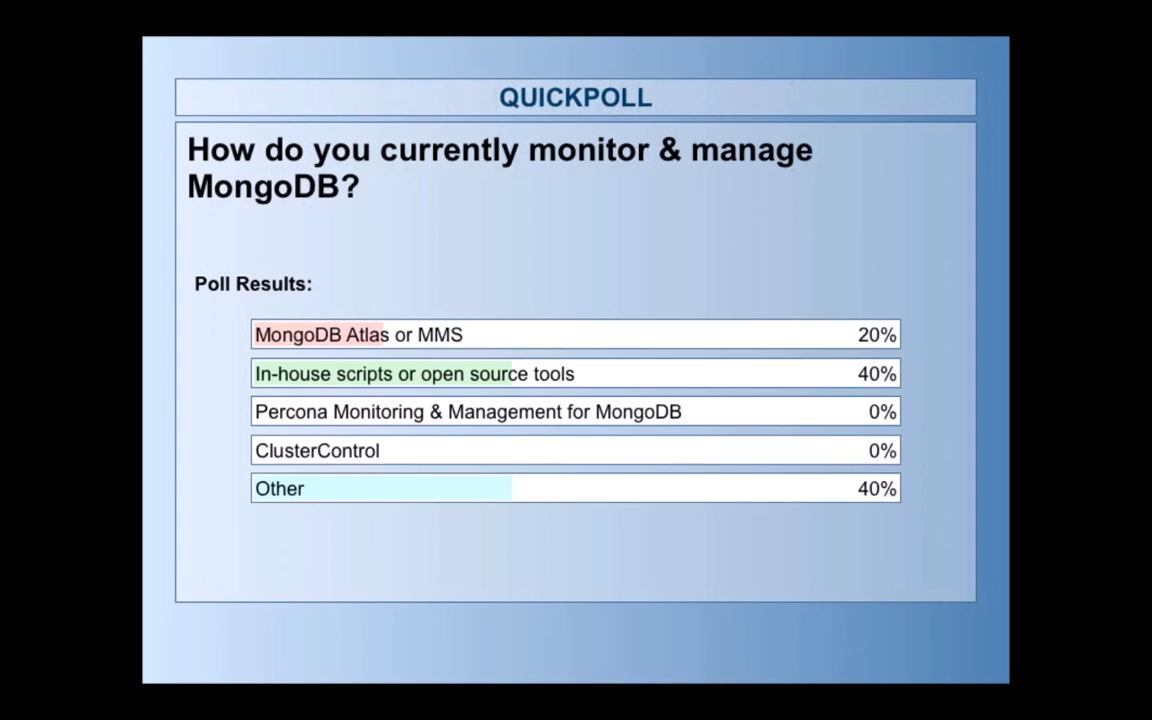 QUICKPOLL
How do you currently monitor & manage
MongoDB?
Poll Results:
MongoDB Atlas or MMS 20%
In-house scripts or open source tools 40%
Percona Monitoring & Management for MongoDB 0%
ClusterControl 0%
Other 40%